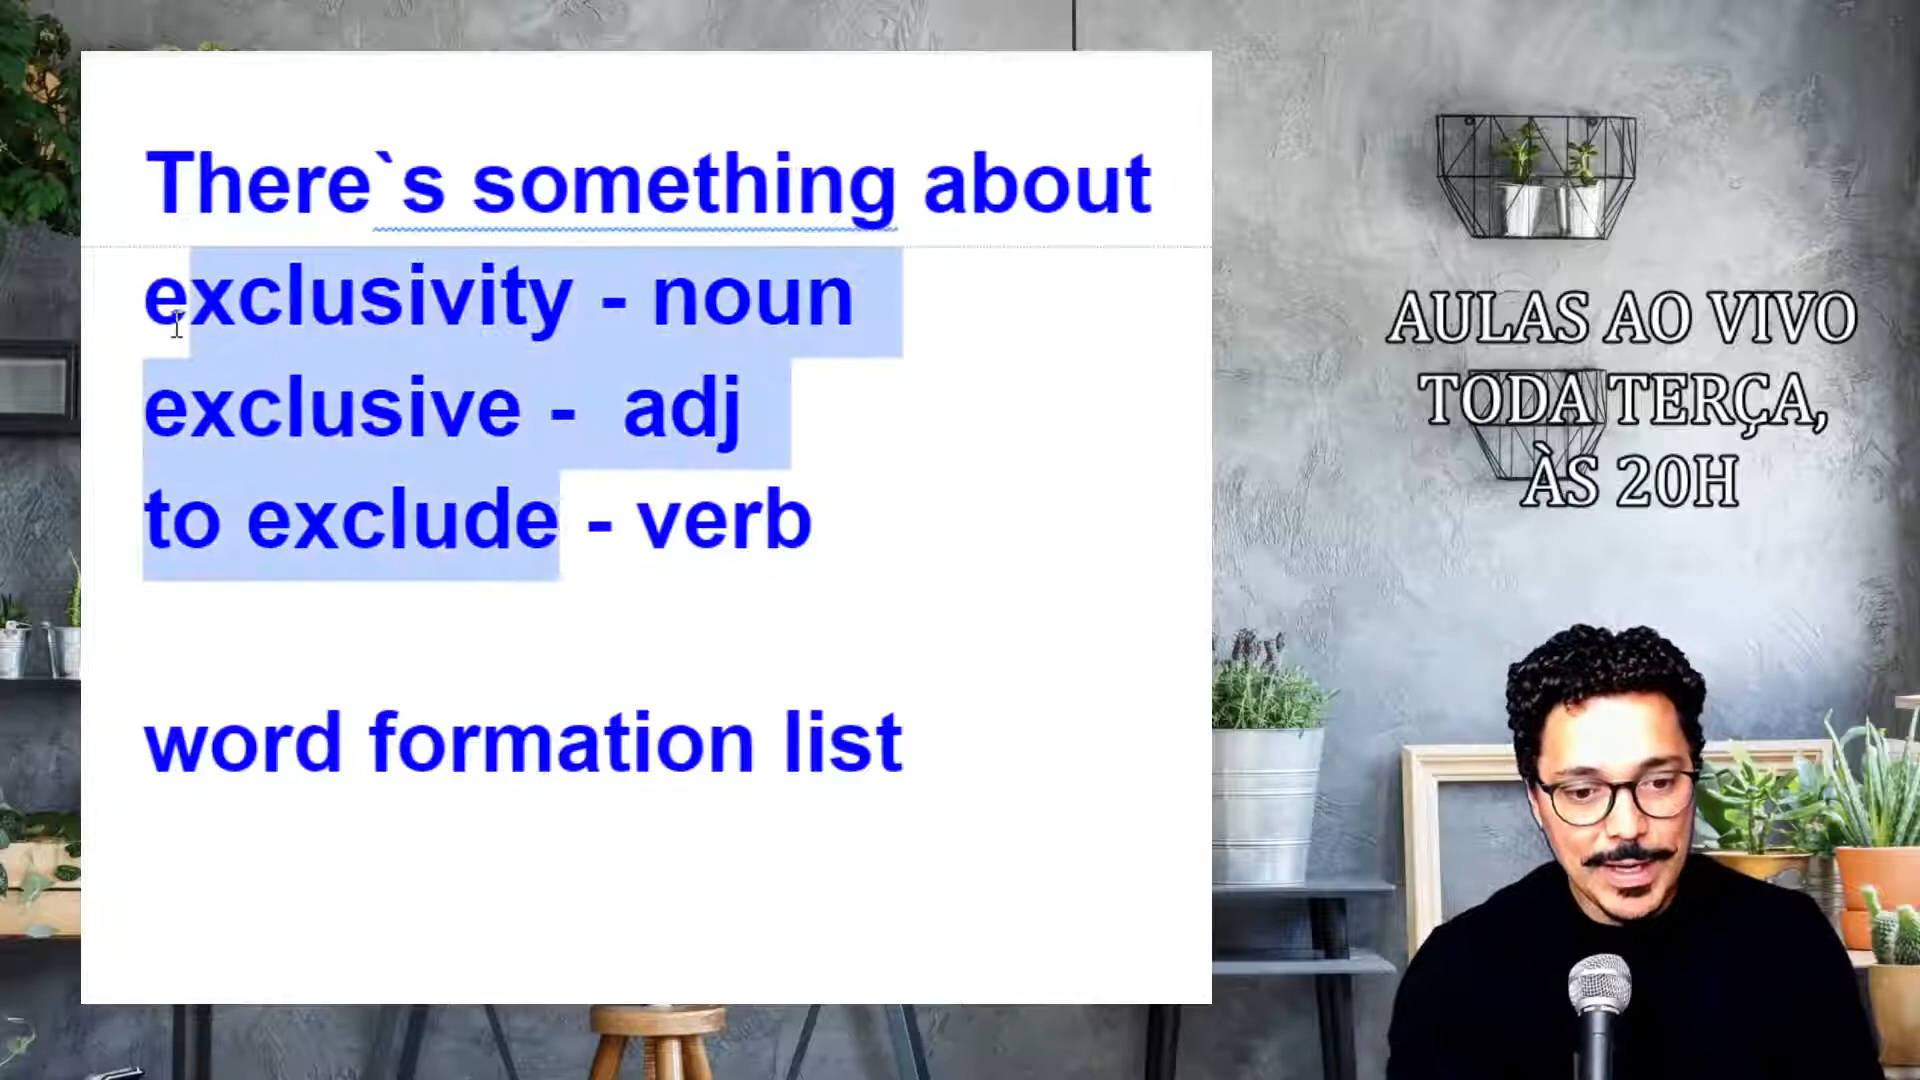 There`s something about
exclusivity - noun
exclusive -  adj
to exclude - verb
word formation list
AULAS AO VIVO
TODA TERÇA,
ÀS 20H